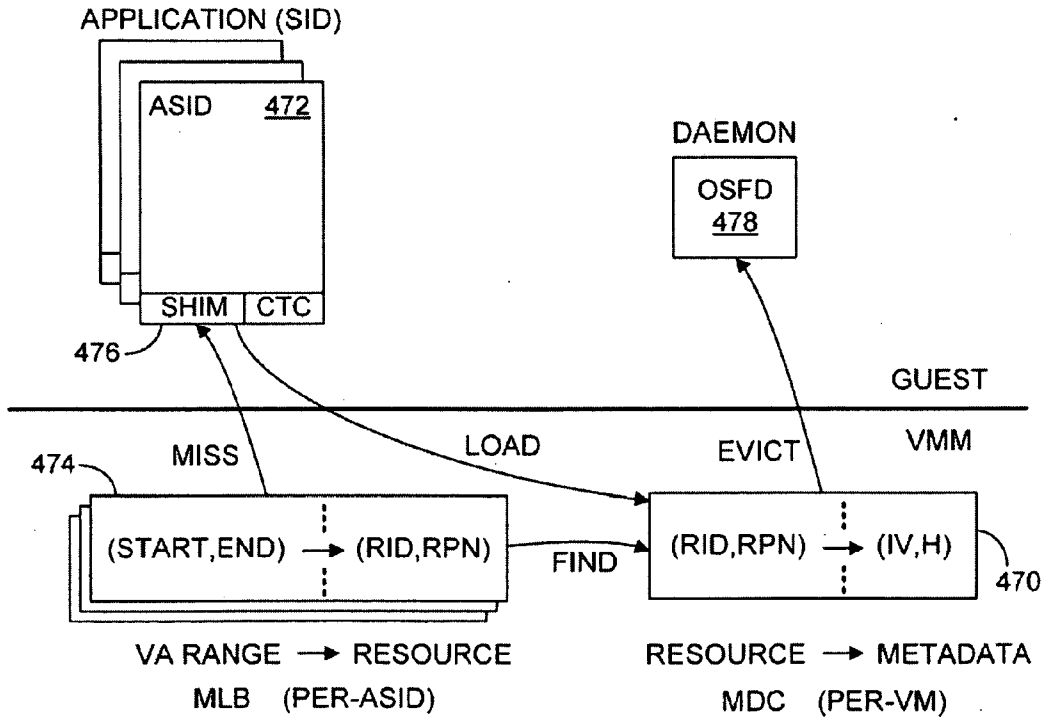 APPLICATION (SID)
ASID 472
SHIM CTC
476
DAEMON
OSFD
478
GUEST
VMM
MISS
LOAD
EVICT
474
(START,END) → (RID,RPN)
FIND
(RID,RPN) → (IV,H)
470
VA RANGE → RESOURCE
MLB (PER-ASID)
RESOURCE → METADATA
MDC (PER-VM)